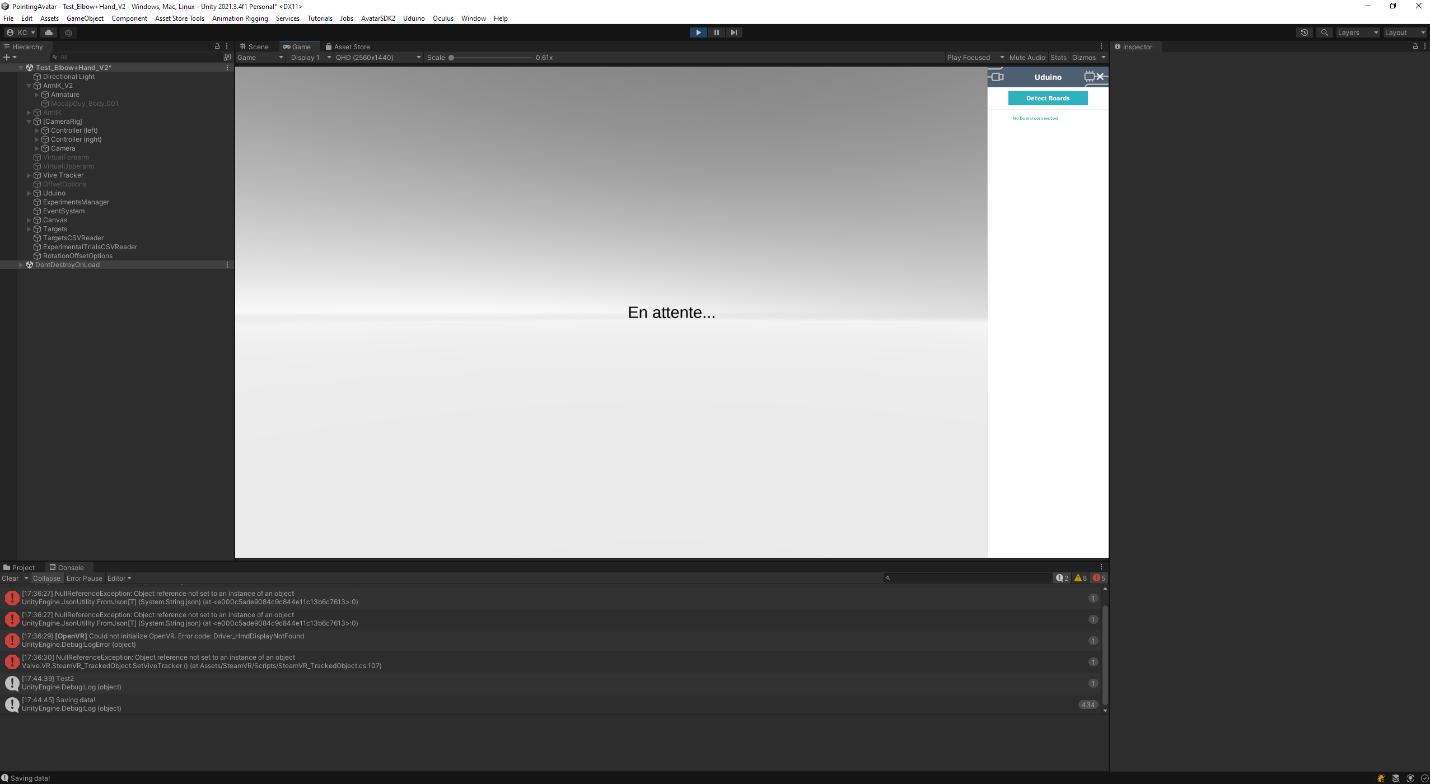 PointingAvatar - Test_Elbow+Hand_V2 - Windows, Mac, Linux - Unity 2021.3.4f1 Personal* <DX11>
File Edit Assets GameObject Component Asset Store Tools Animation Rigging Services Tutorials Jobs AvatarSDK2 Uduino Oculus Window Help
KC Layers Layout
Hierarchy Scene Game Asset Store Inspector
All Game Display 1 QHD (2560x1440) Scale 0.61x Play Focused Mute Audio Stats Gizmos
Test_Elbow+Hand_V2*
Directional Light
ArmIK_V2
Armature
MocapGuy_Body.001
ArmIK
[CameraRig]
Controller (left)
Controller (right)
Camera
VirtualForearm
VirtualUpperarm
Vive Tracker
OffsetOptions
Uduino
ExperimentsManager
EventSystem
Canvas
Targets
TargetsCSVReader
ExperimentalTrialsCSVReader
RotationOffsetOptions
DontDestroyOnLoad
Uduino
Detect Boards
No board connected
En attente...
Project Console
Clear Collapse Error Pause Editor 2 6 5
[17:36:27] NullReferenceException: Object reference not set to an instance of an object
UnityEngine.JsonUtility.FromJson[T] (System.String json) (at <e000c5ade9084c9c844e11c13b6c7613>:0)
1
[17:36:27] NullReferenceException: Object reference not set to an instance of an object
UnityEngine.JsonUtility.FromJson[T] (System.String json) (at <e000c5ade9084c9c844e11c13b6c7613>:0)
1
[17:36:29] [OpenVR] Could not initialize OpenVR. Error code: Driver_HmdDisplayNotFound
UnityEngine.Debug:LogError (object)
1
[17:36:30] NullReferenceException: Object reference not set to an instance of an object
Valve.VR.SteamVR_TrackedObject.SetViveTracker () (at Assets/SteamVR/Scripts/SteamVR_TrackedObject.cs:107)
1
[17:44:39] Test2
UnityEngine.Debug:Log (object)
1
[17:44:45] Saving data!
UnityEngine.Debug:Log (object)
434
Saving data!